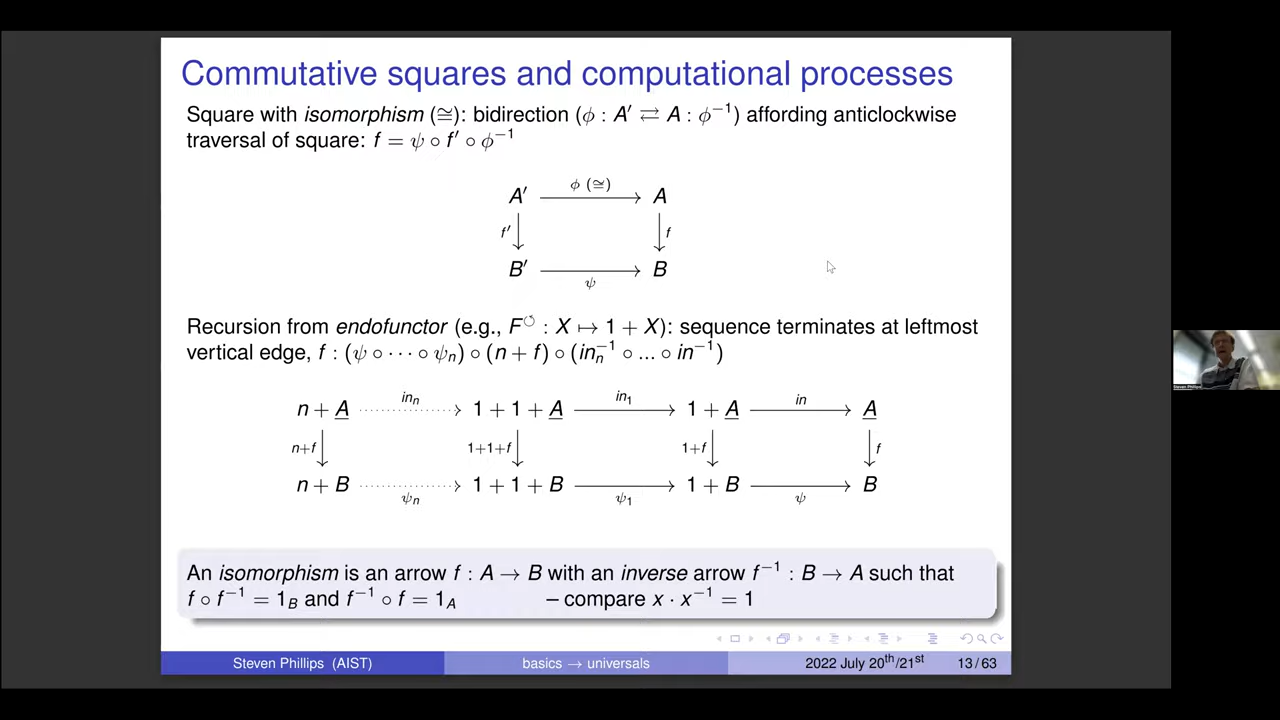 Commutative squares and computational processes
Square with isomorphism (≅): bidirection (ϕ : A′ ⇄ A : ϕ⁻¹) affording anticlockwise
traversal of square: f = ψ ∘ f′ ∘ ϕ⁻¹
ϕ (≅)
A′ A
f′ f
B′ B
ψ
Recursion from endofunctor (e.g., F↺ : X ↦ 1 + X): sequence terminates at leftmost
vertical edge, f : (ψ ∘ ⋯ ∘ ψₙ) ∘ (n + f) ∘ (inₙ⁻¹ ∘ ... ∘ in⁻¹)
inₙ in₁ in
n + A 1 + 1 + A 1 + A A
n+f 1+1+f 1+f f
n + B 1 + 1 + B 1 + B B
ψₙ ψ₁ ψ
An isomorphism is an arrow f : A → B with an inverse arrow f⁻¹ : B → A such that
f ∘ f⁻¹ = 1_B and f⁻¹ ∘ f = 1_A – compare x · x⁻¹ = 1
Steven Phillips (AIST) basics → universals 2022 July 20th/21st 13 / 63
Steven Phillips